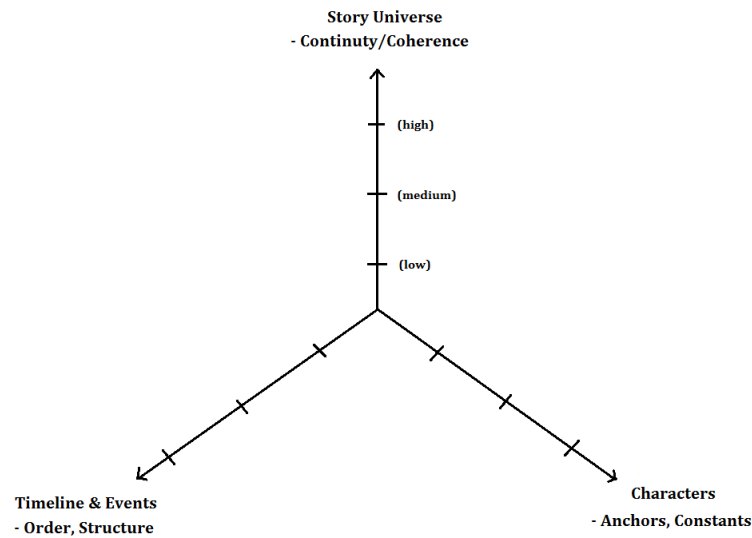 Story Universe
- Continuty/Coherence
(high)
(medium)
(low)
Timeline & Events
- Order, Structure
Characters
- Anchors, Constants